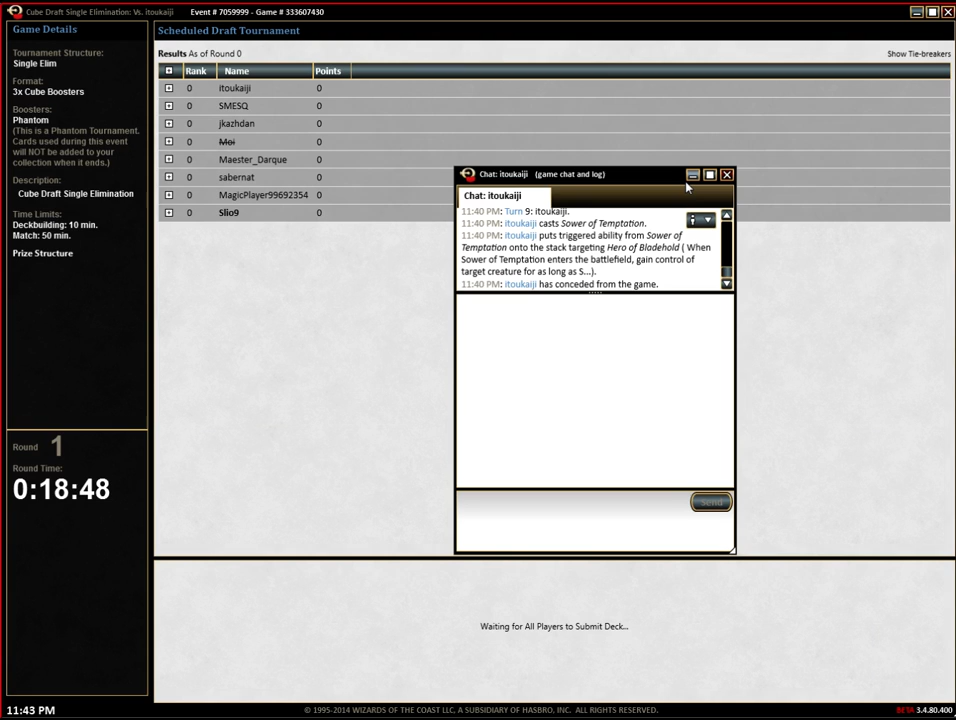 Cube Draft Single Elimination: Vs. itoukaiji Event # 7059999 - Game # 333607430
Game Details
Tournament Structure:
Single Elim
Format:
3x Cube Boosters
Boosters:
Phantom
(This is a Phantom Tournament.
Cards used during this event
will NOT be added to your
collection when it ends.)
Description:
Cube Draft Single Elimination
Time Limits:
Deckbuilding: 10 min.
Match: 50 min.
Prize Structure
Round 1
Round Time:
0:18:48
11:43 PM
Scheduled Draft Tournament
Results As of Round 0 Show Tie-breakers
Rank Name Points
0 itoukaiji 0
0 SMESQ 0
0 jkazhdan 0
0 Moi 0
0 Maester_Darque 0
0 sabernat 0
0 MagicPlayer99692354 0
0 Slio9 0
Chat: itoukaiji (game chat and log)
Chat: itoukaiji
11:40 PM: Turn 9: itoukaiji.
11:40 PM: itoukaiji casts Sower of Temptation.
11:40 PM: itoukaiji puts triggered ability from Sower of
Temptation onto the stack targeting Hero of Bladehold ( When
Sower of Temptation enters the battlefield, gain control of
target creature for as long as S...).
11:40 PM: itoukaiji has conceded from the game.
send
Waiting for All Players to Submit Deck...
© 1995-2014 WIZARDS OF THE COAST LLC, A SUBSIDIARY OF HASBRO, INC. ALL RIGHTS RESERVED.
BETA 3.4.80.400